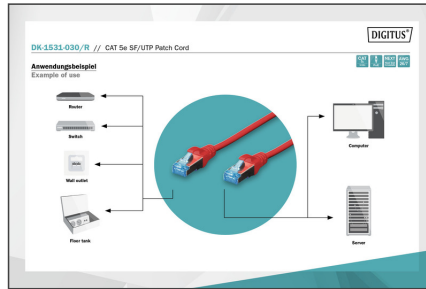 DIGITUS®
DK-1531-030/R // CAT 5e SF/UTP Patch Cord
Anwendungsbeispiel
Example of use
Router
Switch
Wall outlet
Floor tank
Computer
Server